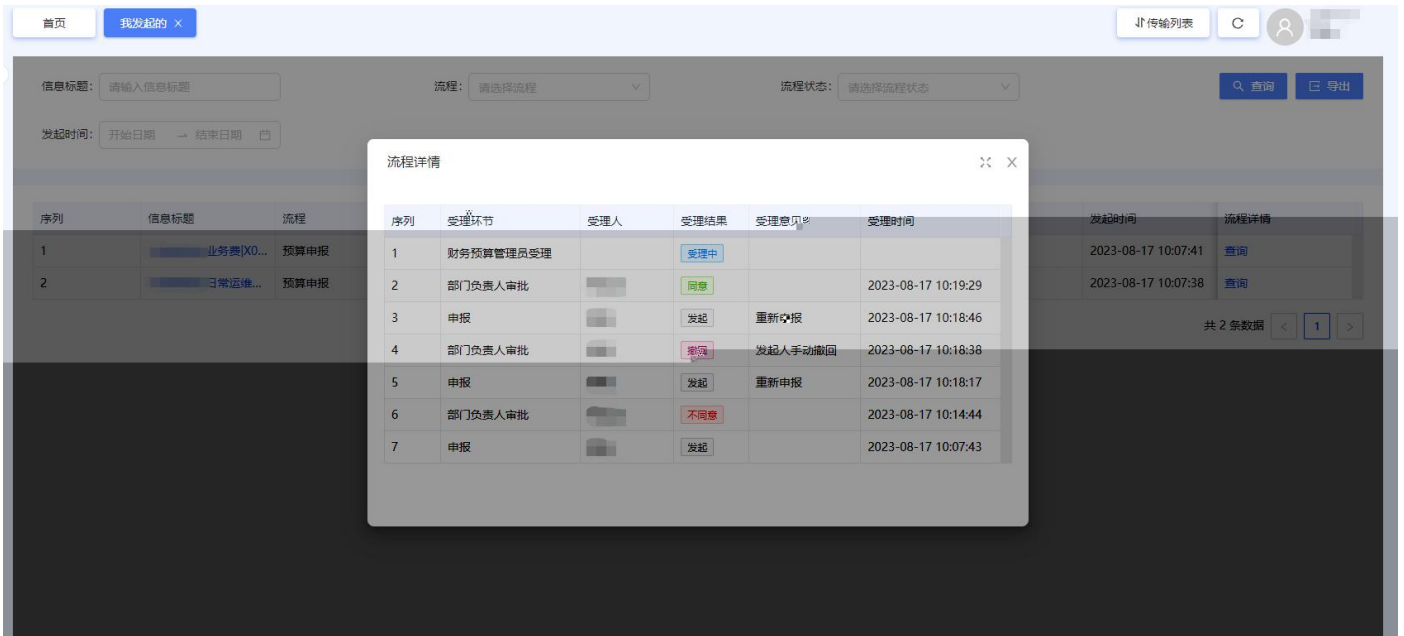 首页 我发起的 × 传输列表
信息标题: 请输入信息标题 流程: 请选择流程 流程状态: 请选择流程状态 查询 导出
发起时间: 开始日期 → 结束日期
流程详情
序列 信息标题 流程 发起时间 流程详情
1 业务费|X0... 预算申报 2023-08-17 10:07:41 查询
2 日常运维... 预算申报 2023-08-17 10:07:38 查询
共 2 条数据 < 1 >
序列 受理环节 受理人 受理结果 受理意见 受理时间
1 财务预算管理员受理 受理中
2 部门负责人审批 同意 2023-08-17 10:19:29
3 申报 发起 重新申报 2023-08-17 10:18:46
4 部门负责人审批 撤回 发起人手动撤回 2023-08-17 10:18:38
5 申报 发起 重新申报 2023-08-17 10:18:17
6 部门负责人审批 不同意 2023-08-17 10:14:44
7 申报 发起 2023-08-17 10:07:43